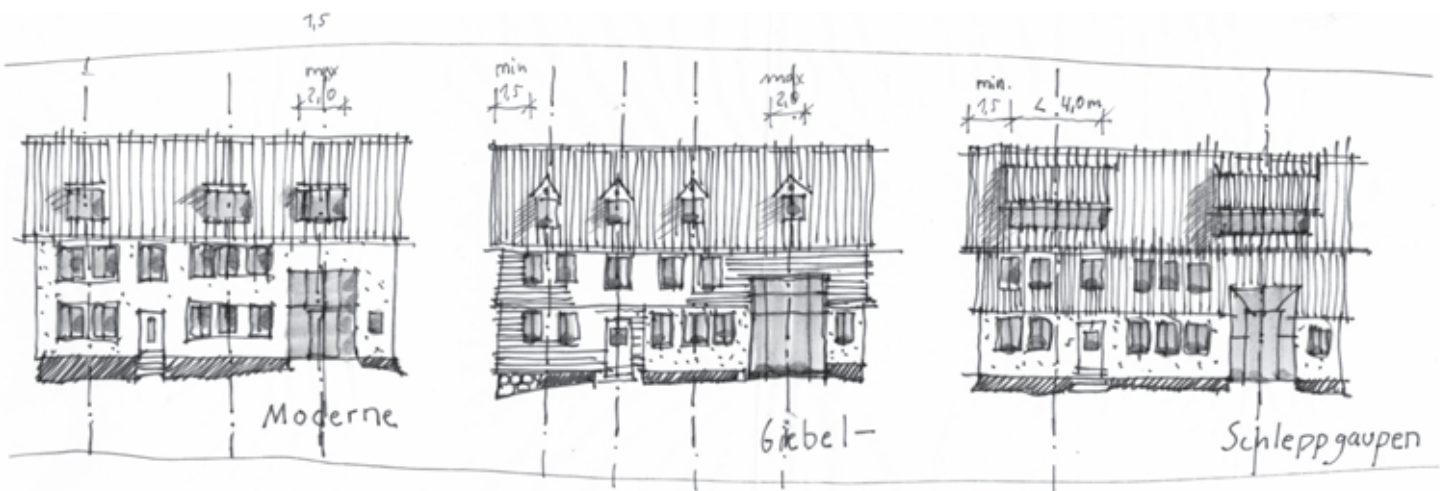 1,5
max
2,0
Moderne
min
1,5
max
2,0
Giebel-
min.
1,5
< 4,0m
Schleppgaupen